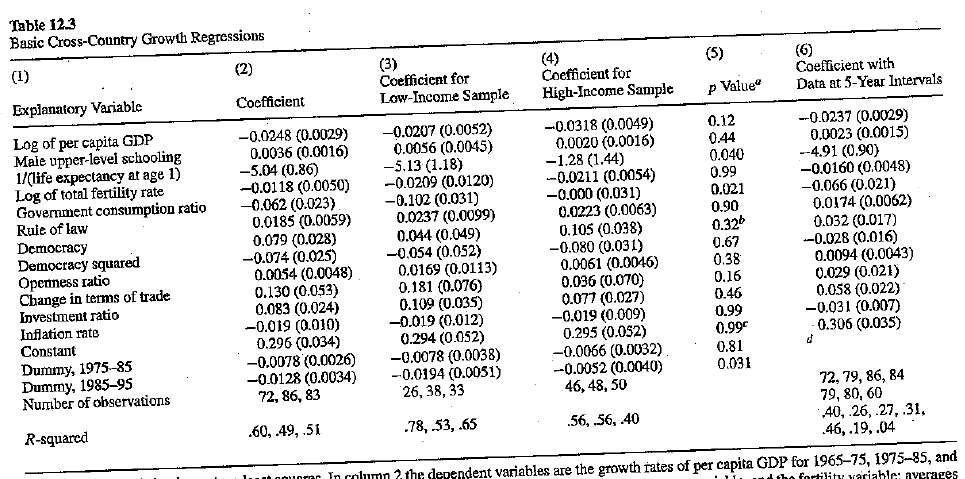 Table 12.3
Basic Cross-Country Growth Regressions
(1) (2) (3) (4) (5) (6)
Explanatory Variable Coefficient Coefficient for Low-Income Sample Coefficient for High-Income Sample p Valueᵃ Coefficient with Data at 5-Year Intervals
Log of per capita GDP −0.0248 (0.0029) −0.0207 (0.0052) −0.0318 (0.0049) 0.12 −0.0237 (0.0029)
Male upper-level schooling 0.0036 (0.0016) 0.0056 (0.0045) 0.0020 (0.0016) 0.44 0.0023 (0.0015)
1/(life expectancy at age 1) −5.04 (0.86) −5.13 (1.18) −1.28 (1.44) 0.040 −4.91 (0.90)
Log of total fertility rate −0.0118 (0.0050) −0.0209 (0.0120) −0.0211 (0.0054) 0.99 −0.0160 (0.0048)
Government consumption ratio −0.062 (0.023) −0.102 (0.031) −0.000 (0.031) 0.021 −0.066 (0.021)
Rule of law 0.0185 (0.0059) 0.0237 (0.0099) 0.0223 (0.0063) 0.90 0.0174 (0.0062)
Democracy 0.079 (0.028) 0.044 (0.049) 0.105 (0.038) 0.32ᵇ 0.032 (0.017)
Democracy squared −0.074 (0.025) −0.054 (0.052) −0.080 (0.031) 0.67 −0.028 (0.016)
Openness ratio 0.0054 (0.0048) 0.0169 (0.0113) 0.0061 (0.0046) 0.38 0.0094 (0.0043)
Change in terms of trade 0.130 (0.053) 0.181 (0.076) 0.036 (0.070) 0.16 0.029 (0.021)
Investment ratio 0.083 (0.024) 0.109 (0.035) 0.077 (0.027) 0.46 0.058 (0.022)
Inflation rate −0.019 (0.010) −0.019 (0.012) −0.019 (0.009) 0.99 −0.031 (0.007)
Constant 0.296 (0.034) 0.294 (0.052) 0.295 (0.052) 0.99ᶜ 0.306 (0.035)
Dummy, 1975–85 −0.0078 (0.0026) −0.0078 (0.0038) −0.0066 (0.0032) 0.81 d
Dummy, 1985–95 −0.0128 (0.0034) −0.0194 (0.0051) −0.0052 (0.0040) 0.031
Number of observations 72, 86, 83 26, 38, 33 46, 48, 50 72, 79, 86, 84
79, 80, 60
R-squared .60, .49, .51 .78, .53, .65 .56, .56, .40 .40, .26, .27, .31,
.46, .19, .04
least squares. In column 2 the dependent variables are the growth rates of per capita GDP for 1965–75, 1975–85, and
and the fertility variable; averages